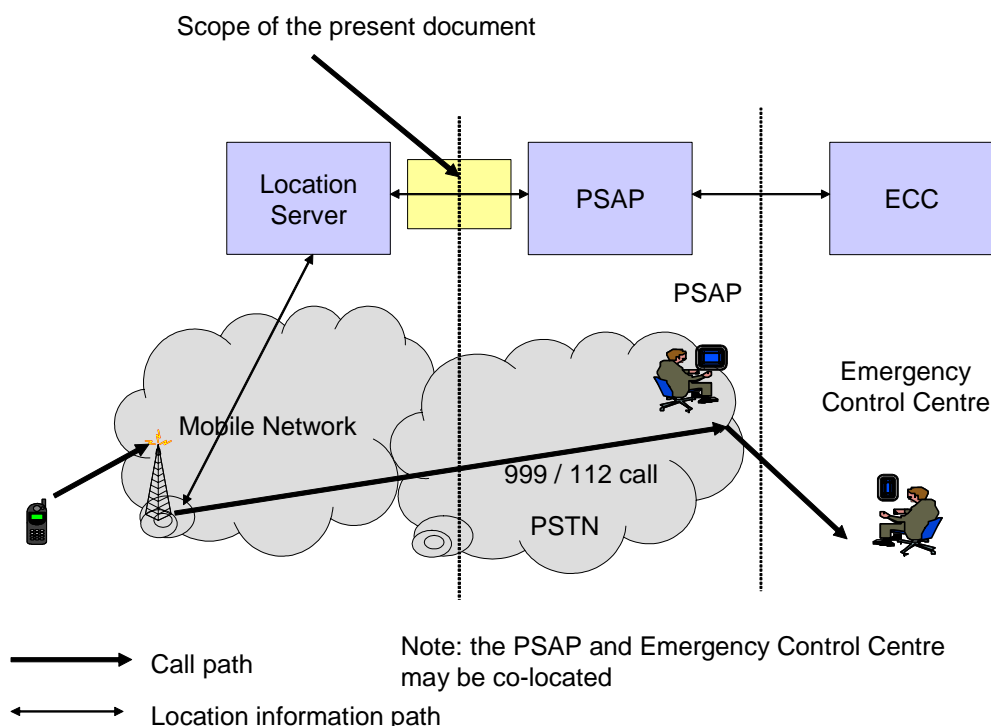 Scope of the present document
Location
Server
PSAP
ECC
PSAP
Emergency
Control Centre
Mobile Network
999 / 112 call
PSTN
Note: the PSAP and Emergency Control Centre
may be co-located
Call path
Location information path